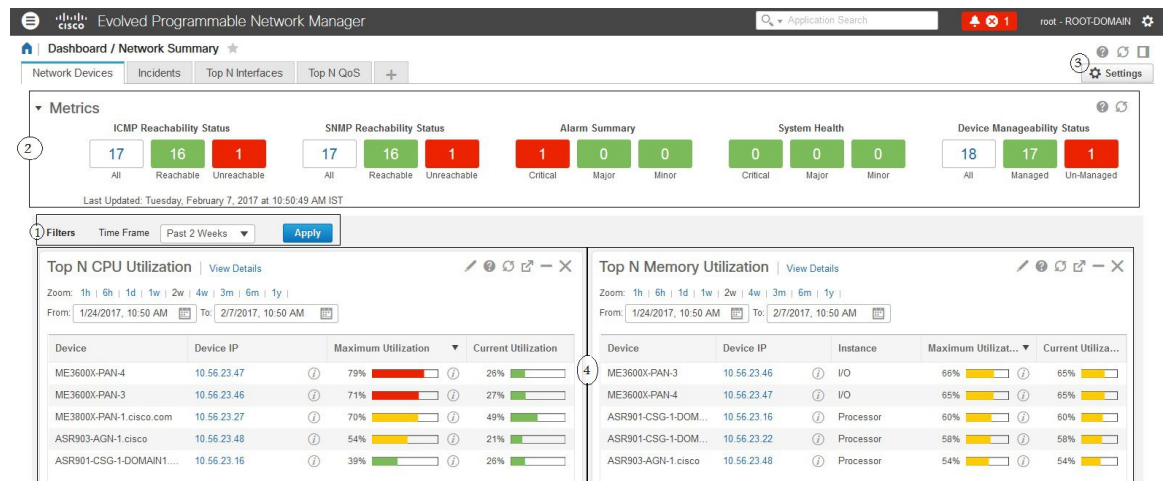 cisco Evolved Programmable Network Manager Application Search 1 root - ROOT-DOMAIN
Dashboard / Network Summary
Network Devices Incidents Top N Interfaces Top N QoS + 3 Settings
Metrics
ICMP Reachability Status SNMP Reachability Status Alarm Summary System Health Device Manageability Status
2 17 16 1 17 16 1 1 0 0 0 0 0 18 17 1
All Reachable Unreachable All Reachable Unreachable Critical Major Minor Critical Major Minor All Managed Un-Managed
Last Updated: Tuesday, February 7, 2017 at 10:50:49 AM IST
1 Filters Time Frame Past 2 Weeks Apply
Top N CPU Utilization | View Details
Zoom: 1h | 6h | 1d | 1w | 2w | 4w | 3m | 6m | 1y |
From: 1/24/2017, 10:50 AM To: 2/7/2017, 10:50 AM
Device Device IP Maximum Utilization Current Utilization
ME3600X-PAN-4 10.56.23.47 79% 26%
ME3600X-PAN-3 10.56.23.46 71% 27%
ME3800X-PAN-1.cisco.com 10.56.23.27 70% 49%
ASR903-AGN-1.cisco 10.56.23.48 54% 21%
ASR901-CSG-1-DOMAIN1.... 10.56.23.16 39% 26%
4
Top N Memory Utilization | View Details
Zoom: 1h | 6h | 1d | 1w | 2w | 4w | 3m | 6m | 1y |
From: 1/24/2017, 10:50 AM To: 2/7/2017, 10:50 AM
Device Device IP Instance Maximum Utilizat... Current Utiliza...
ME3600X-PAN-3 10.56.23.46 I/O 66% 65%
ME3600X-PAN-4 10.56.23.47 I/O 65% 65%
ASR901-CSG-1-DOM... 10.56.23.16 Processor 60% 60%
ASR901-CSG-1-DOM... 10.56.23.22 Processor 58% 58%
ASR903-AGN-1.cisco 10.56.23.48 Processor 54% 54%